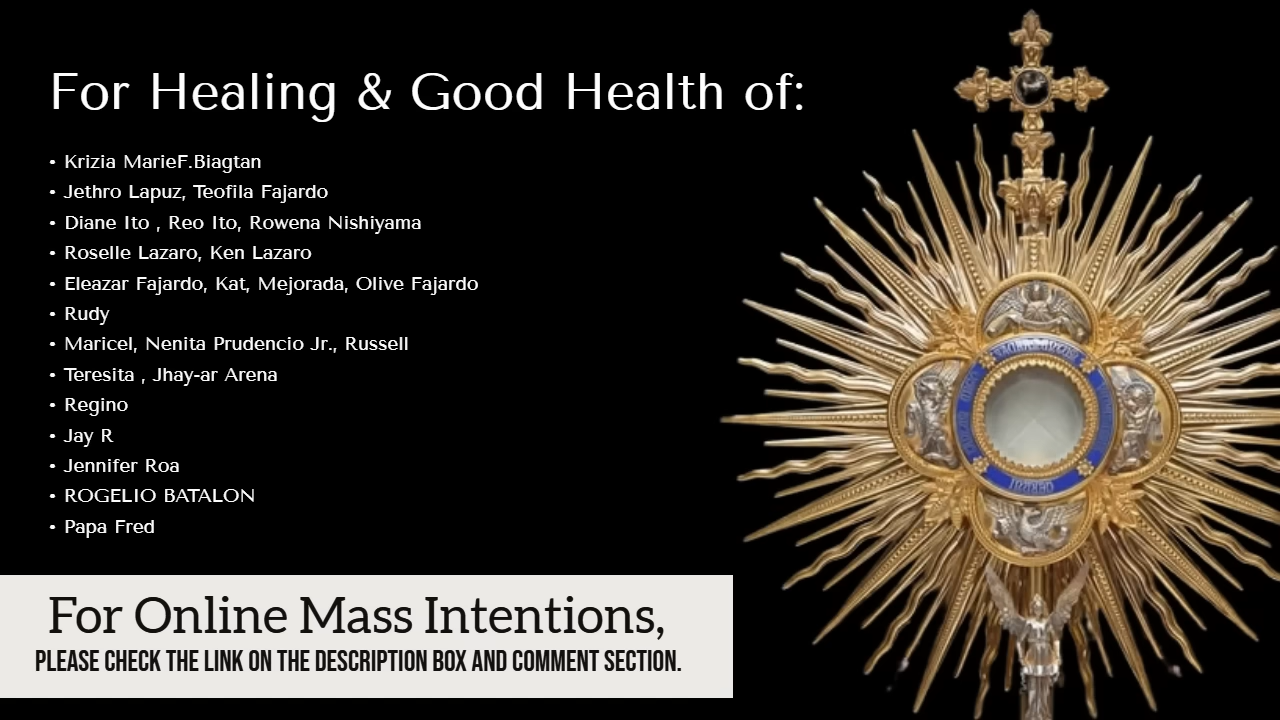 For Healing & Good Health of:
• Krizia MarieF.Biagtan
• Jethro Lapuz, Teofila Fajardo
• Diane Ito , Reo Ito, Rowena Nishiyama
• Roselle Lazaro, Ken Lazaro
• Eleazar Fajardo, Kat, Mejorada, Olive Fajardo
• Rudy
• Maricel, Nenita Prudencio Jr., Russell
• Teresita , Jhay-ar Arena
• Regino
• Jay R
• Jennifer Roa
• ROGELIO BATALON
• Papa Fred
For Online Mass Intentions,
PLEASE CHECK THE LINK ON THE DESCRIPTION BOX AND COMMENT SECTION.